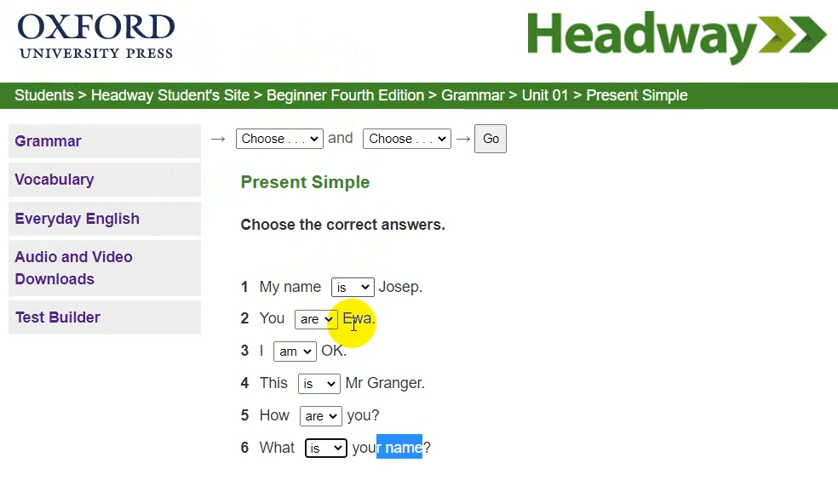 OXFORD
UNIVERSITY PRESS
Headway
Students > Headway Student's Site > Beginner Fourth Edition > Grammar > Unit 01 > Present Simple
Grammar
Vocabulary
Everyday English
Audio and Video
Downloads
Test Builder
→ Choose . . . and Choose . . . → Go
Present Simple
Choose the correct answers.
1 My name is Josep.
2 You are Ewa.
3 I am OK.
4 This is Mr Granger.
5 How are you?
6 What is your name?